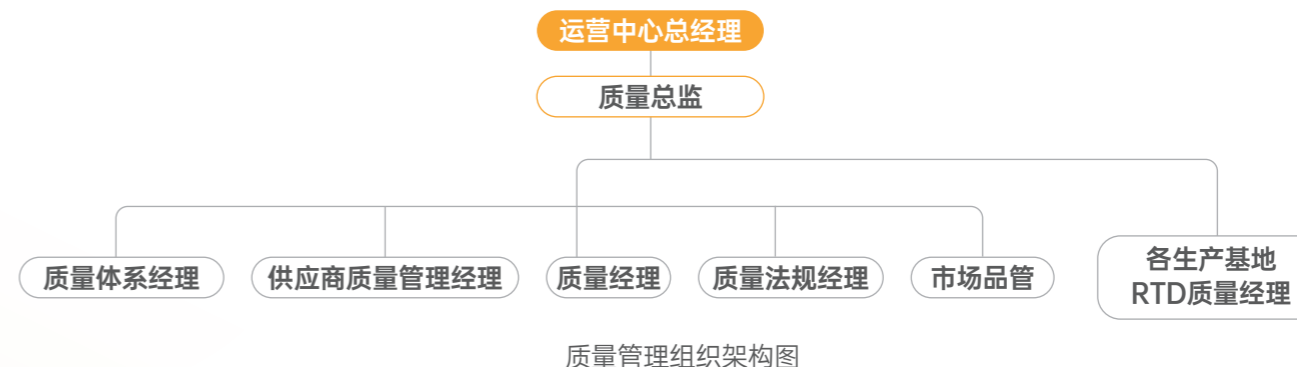 运营中心总经理
质量总监
质量体系经理
供应商质量管理经理
质量经理
质量法规经理
市场品管
各生产基地
RTD质量经理
质量管理组织架构图